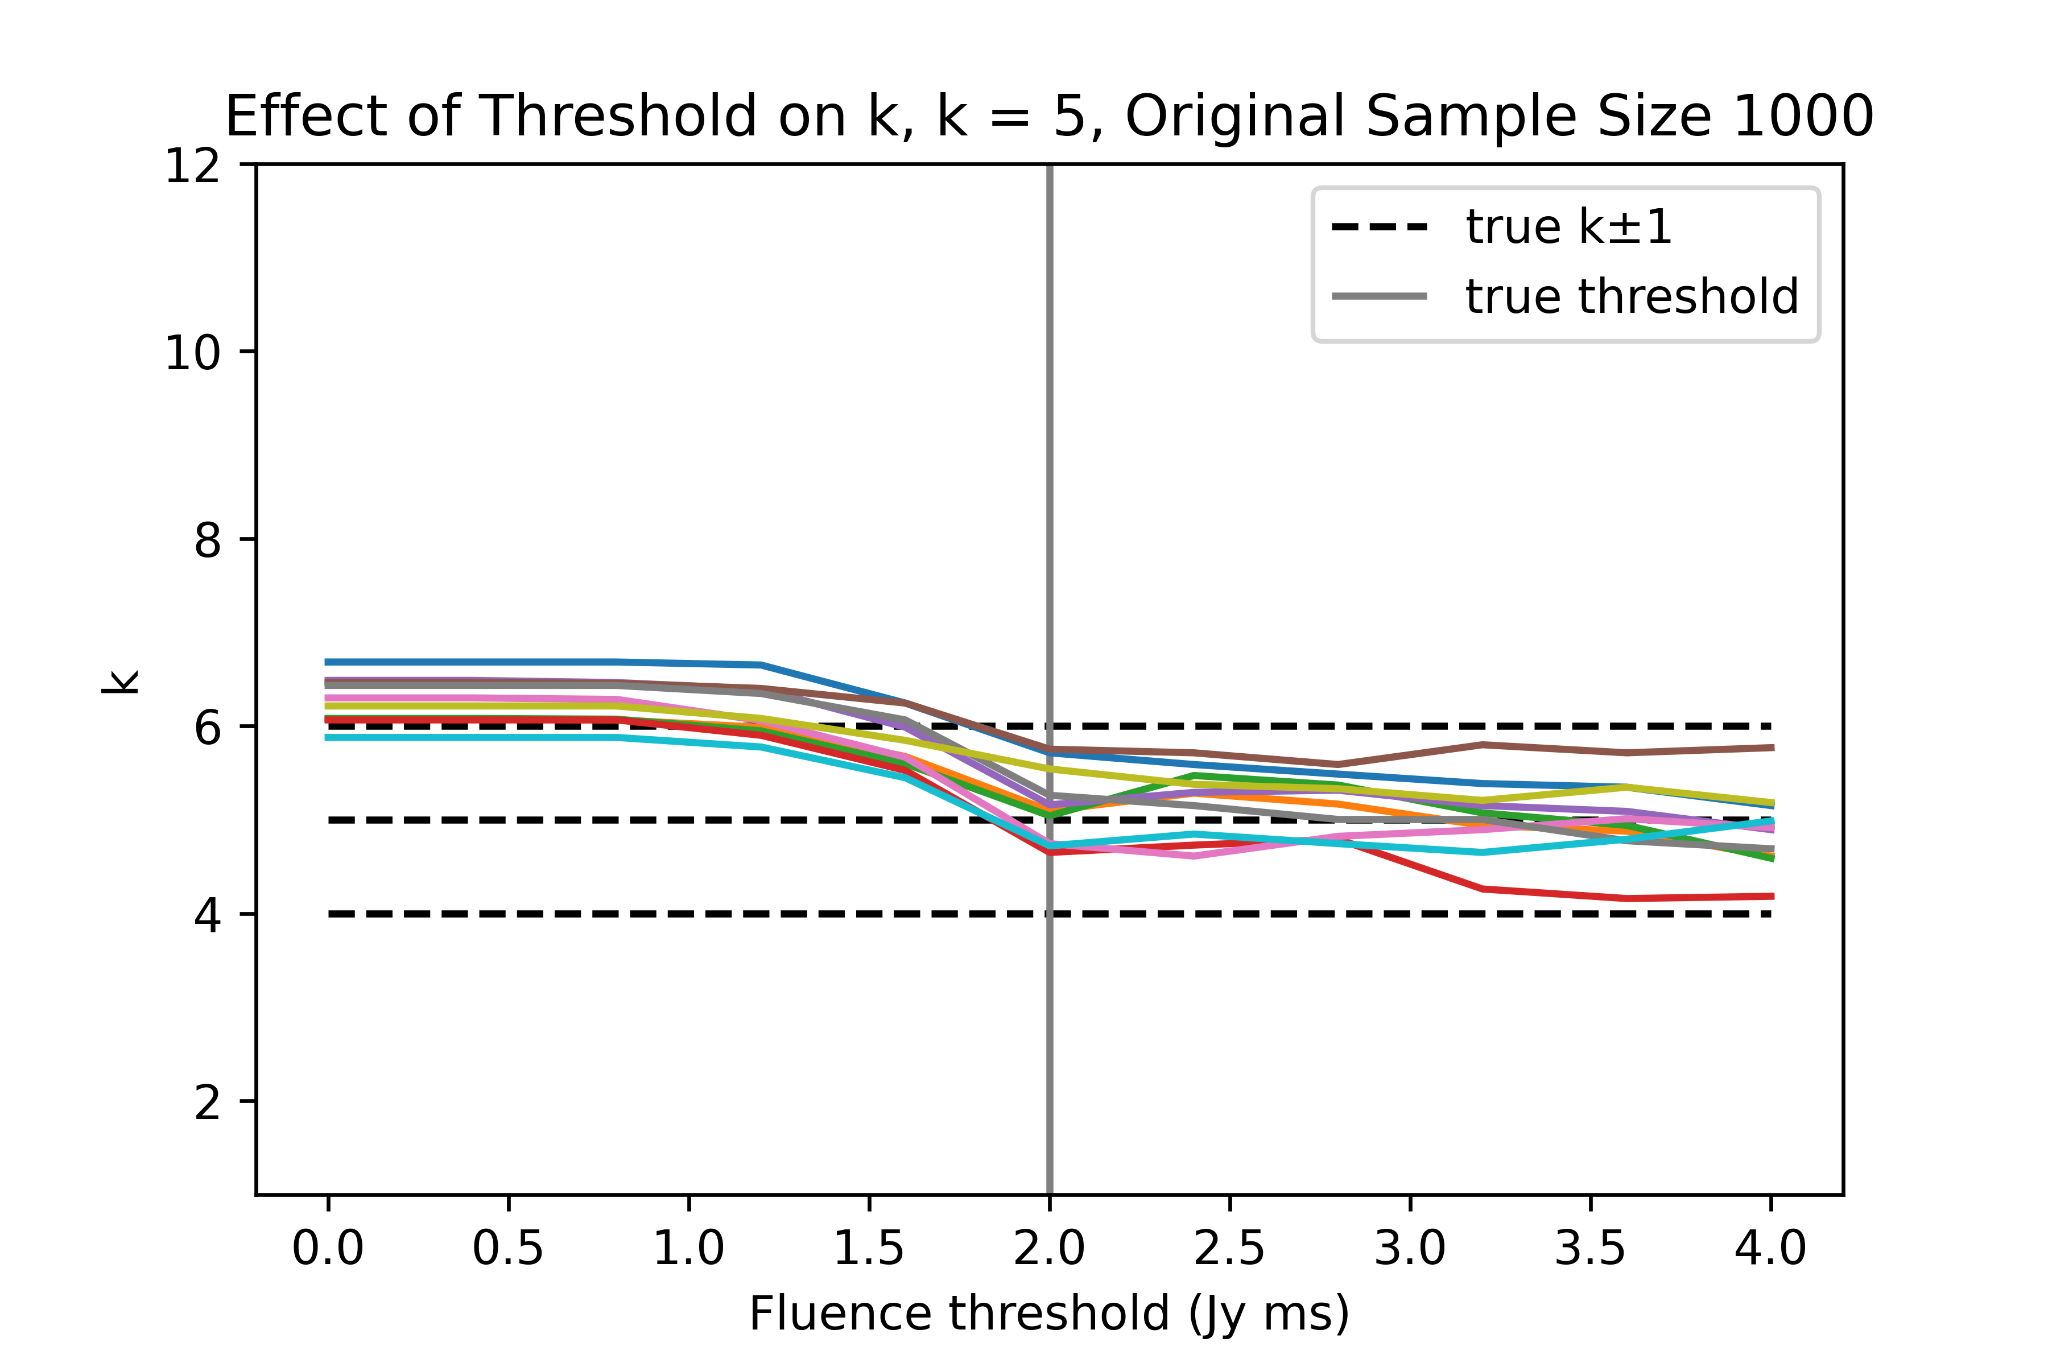 Effect of Threshold on k, k = 5, Original Sample Size 1000
12
10
8
6
4
2
k
true k±1
true threshold
0.0 0.5 1.0 1.5 2.0 2.5 3.0 3.5 4.0
Fluence threshold (Jy ms)